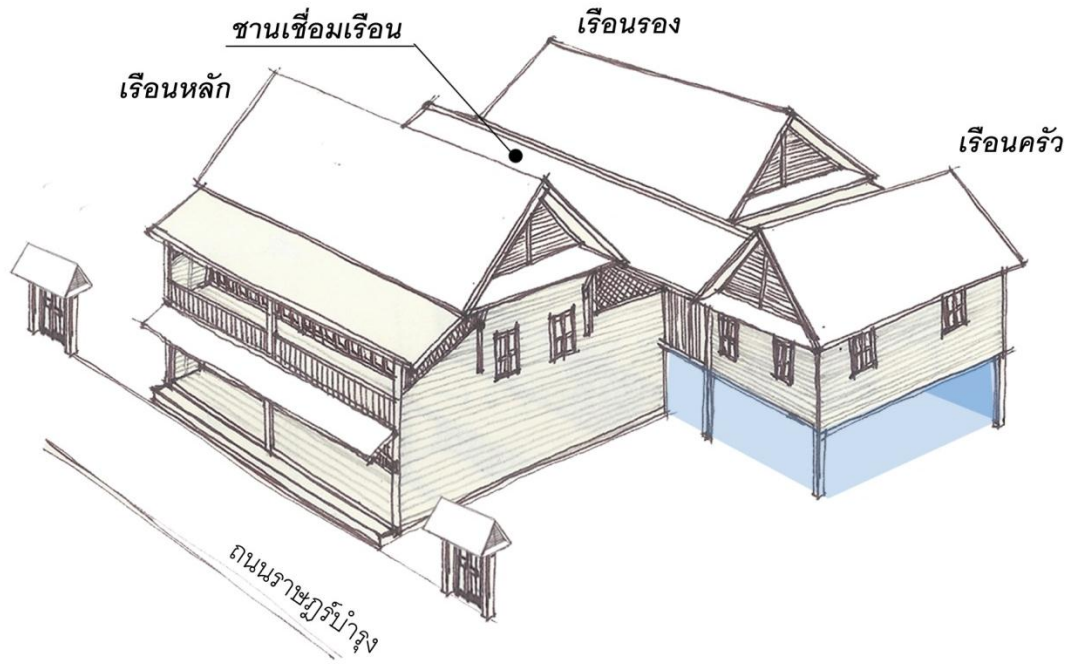 ชานเชื่อมเรือน
เรือนรอง
เรือนหลัก
เรือนครัว
ถนนราษฎร์บำรุง